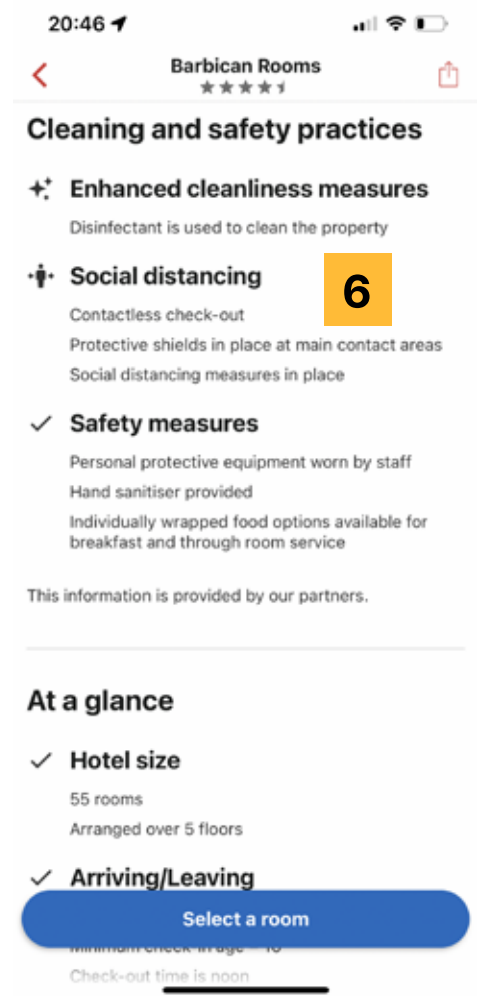 20:46
Barbican Rooms
Cleaning and safety practices
Enhanced cleanliness measures
Disinfectant is used to clean the property
Social distancing
6
Contactless check-out
Protective shields in place at main contact areas
Social distancing measures in place
Safety measures
Personal protective equipment worn by staff
Hand sanitiser provided
Individually wrapped food options available for
breakfast and through room service
This information is provided by our partners.
At a glance
Hotel size
55 rooms
Arranged over 5 floors
Arriving/Leaving
Select a room
Minimum check-in age -
Check-out time is noon